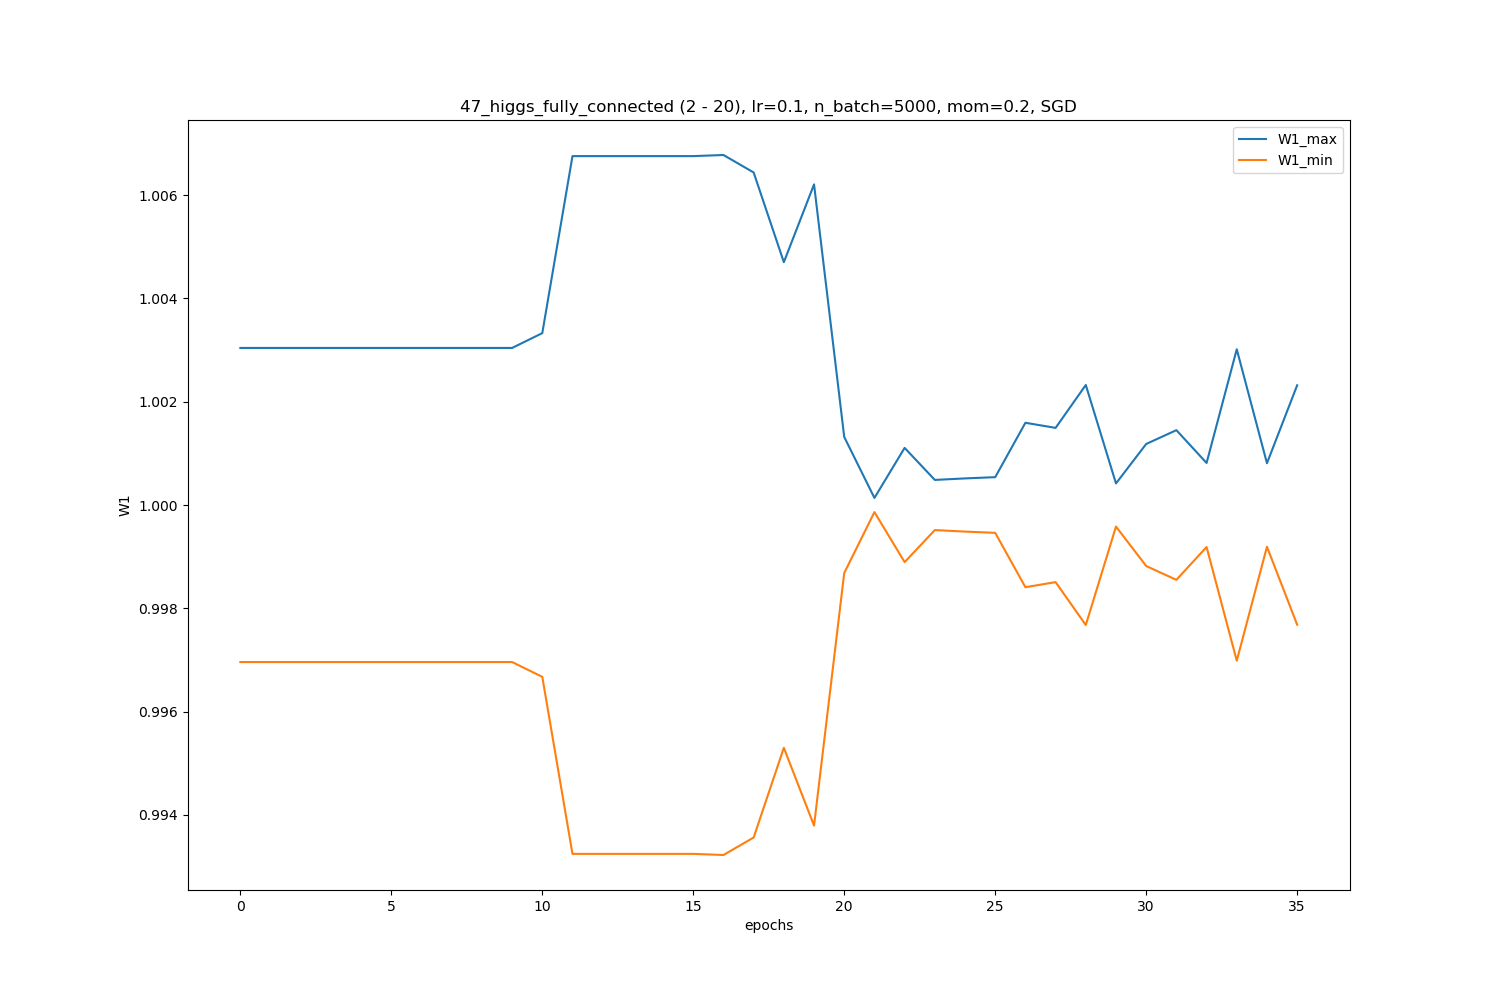 47_higgs_fully_connected (2 - 20), lr=0.1, n_batch=5000, mom=0.2, SGD
W1_max
W1_min
1.006
1.004
1.002
1.000
0.998
0.996
0.994
W1
0 5 10 15 20 25 30 35
epochs